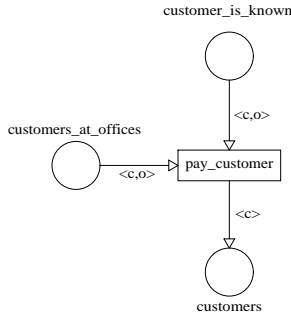 customer_is_known
<c,o>
customers_at_offices
pay_customer
<c,o>
<c>
customers